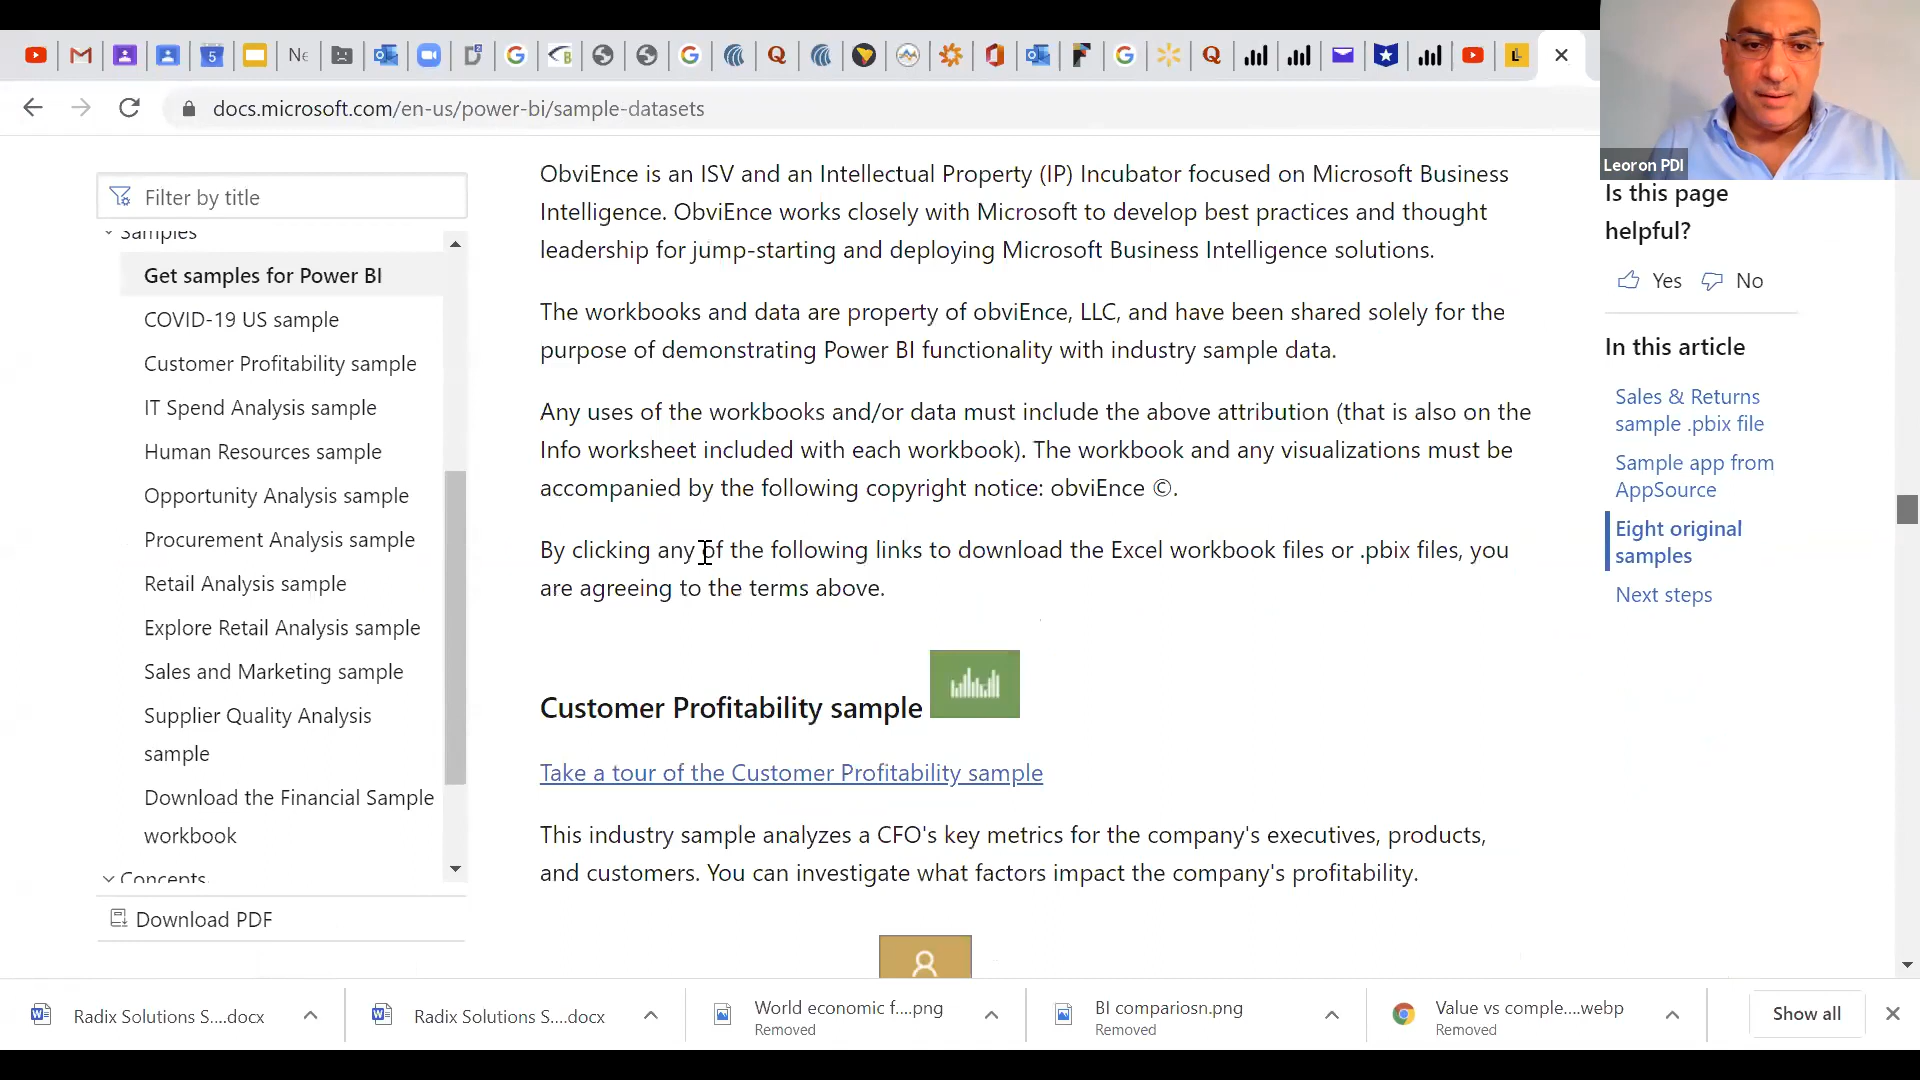 Ne
5
2
B
Q
Q
L
docs.microsoft.com/en-us/power-bi/sample-datasets
Leoron PDI
Filter by title
Samples
Get samples for Power BI
COVID-19 US sample
Customer Profitability sample
IT Spend Analysis sample
Human Resources sample
Opportunity Analysis sample
Procurement Analysis sample
Retail Analysis sample
Explore Retail Analysis sample
Sales and Marketing sample
Supplier Quality Analysis
sample
Download the Financial Sample
workbook
Concepts
Download PDF
ObviEnce is an ISV and an Intellectual Property (IP) Incubator focused on Microsoft Business
Intelligence. ObviEnce works closely with Microsoft to develop best practices and thought
leadership for jump-starting and deploying Microsoft Business Intelligence solutions.
The workbooks and data are property of obviEnce, LLC, and have been shared solely for the
purpose of demonstrating Power BI functionality with industry sample data.
Any uses of the workbooks and/or data must include the above attribution (that is also on the
Info worksheet included with each workbook). The workbook and any visualizations must be
accompanied by the following copyright notice: obviEnce ©.
By clicking any of the following links to download the Excel workbook files or .pbix files, you
are agreeing to the terms above.
Customer Profitability sample
Take a tour of the Customer Profitability sample
This industry sample analyzes a CFO's key metrics for the company's executives, products,
and customers. You can investigate what factors impact the company's profitability.
Is this page
helpful?
Yes No
In this article
Sales & Returns
sample .pbix file
Sample app from
AppSource
Eight original
samples
Next steps
Radix Solutions S....docx
Radix Solutions S....docx
World economic f....png
Removed
BI compariosn.png
Removed
Value vs comple....webp
Removed
Show all